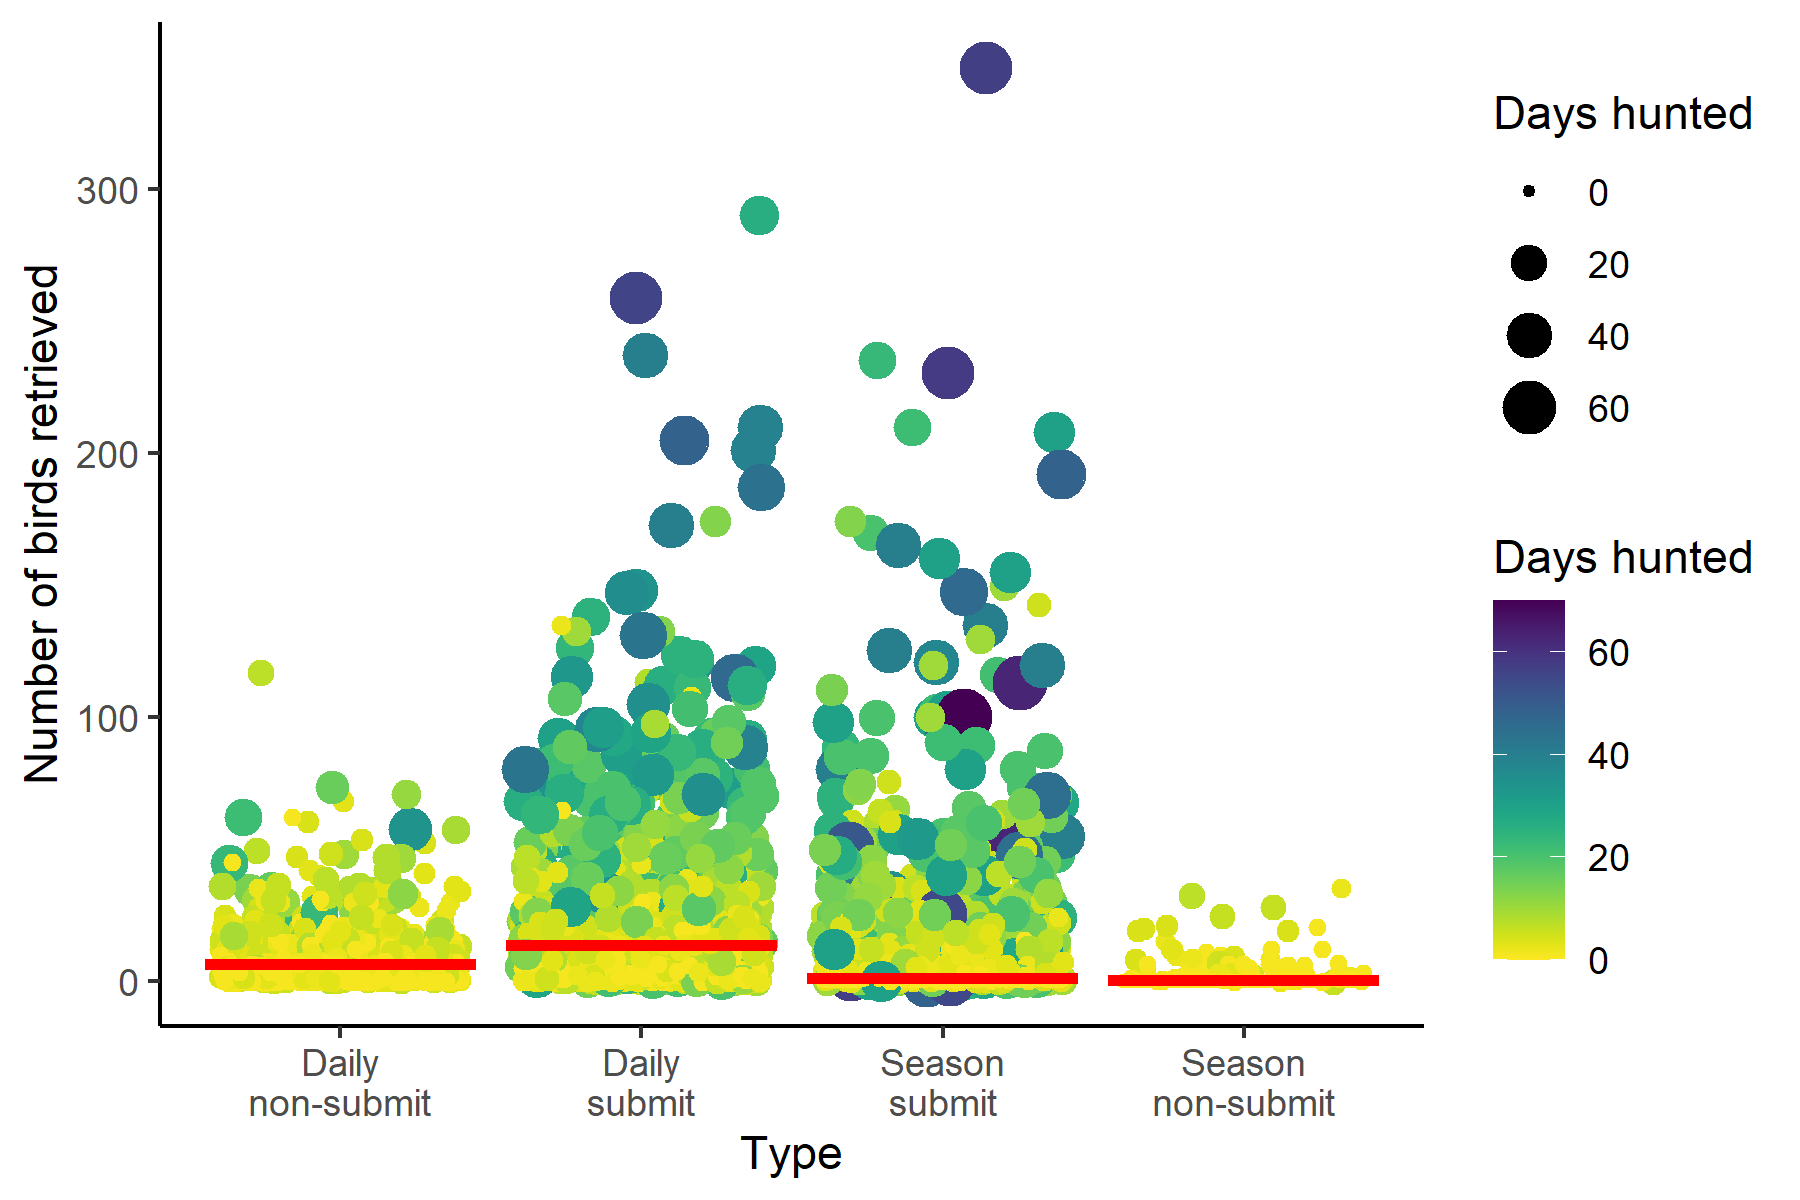 Number of birds retrieved
300
200
100
0
Daily
non-submit
Daily
submit
Season
submit
Season
non-submit
Type
Days hunted
0
20
40
60
Days hunted
60
40
20
0